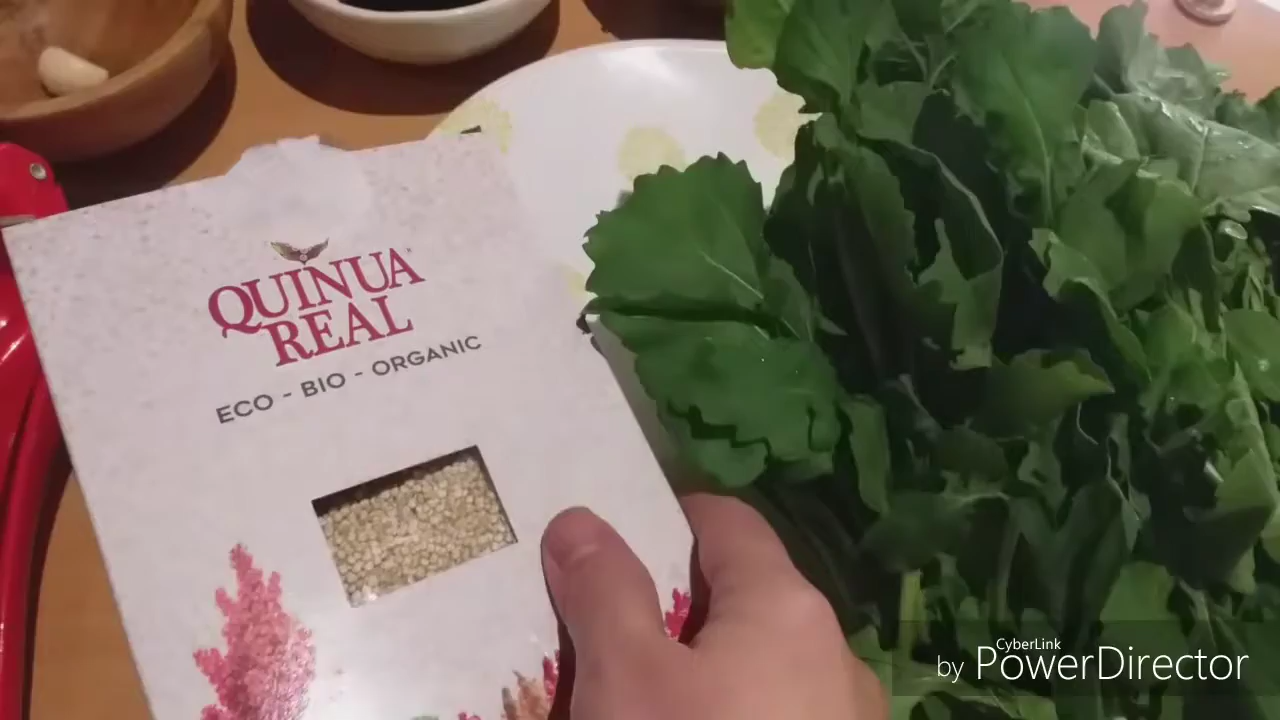 QUINUA
REAL
ECO - BIO - ORGANIC
CyberLink
by PowerDirector